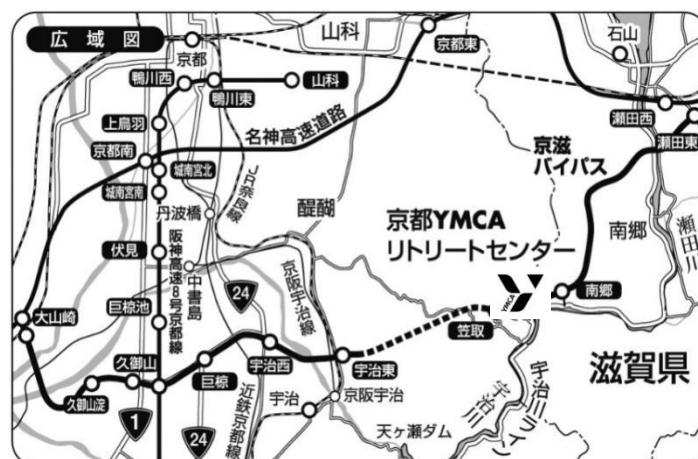 広域図
京都
山科
京都東
石山
鴨川西
鴨川東
山科
上鳥羽
名神高速道路
瀬田西
瀬田東
京都南
城南宮北
城南宮南
JR奈良線
京滋
バイパス
丹波橋
醍醐
京都YMCA
リトリートセンター
南郷
瀬田川
伏見
阪神高速8号京都線
中書島
24
京阪宇治線
YMCA
南郷
大山崎
巨椋池
笠取
久御山
宇治西
宇治東
滋賀県
久御山淀
巨椋
宇治川ライン
宇治川
1
24
近鉄京都線
宇治
京阪宇治
天ヶ瀬ダム